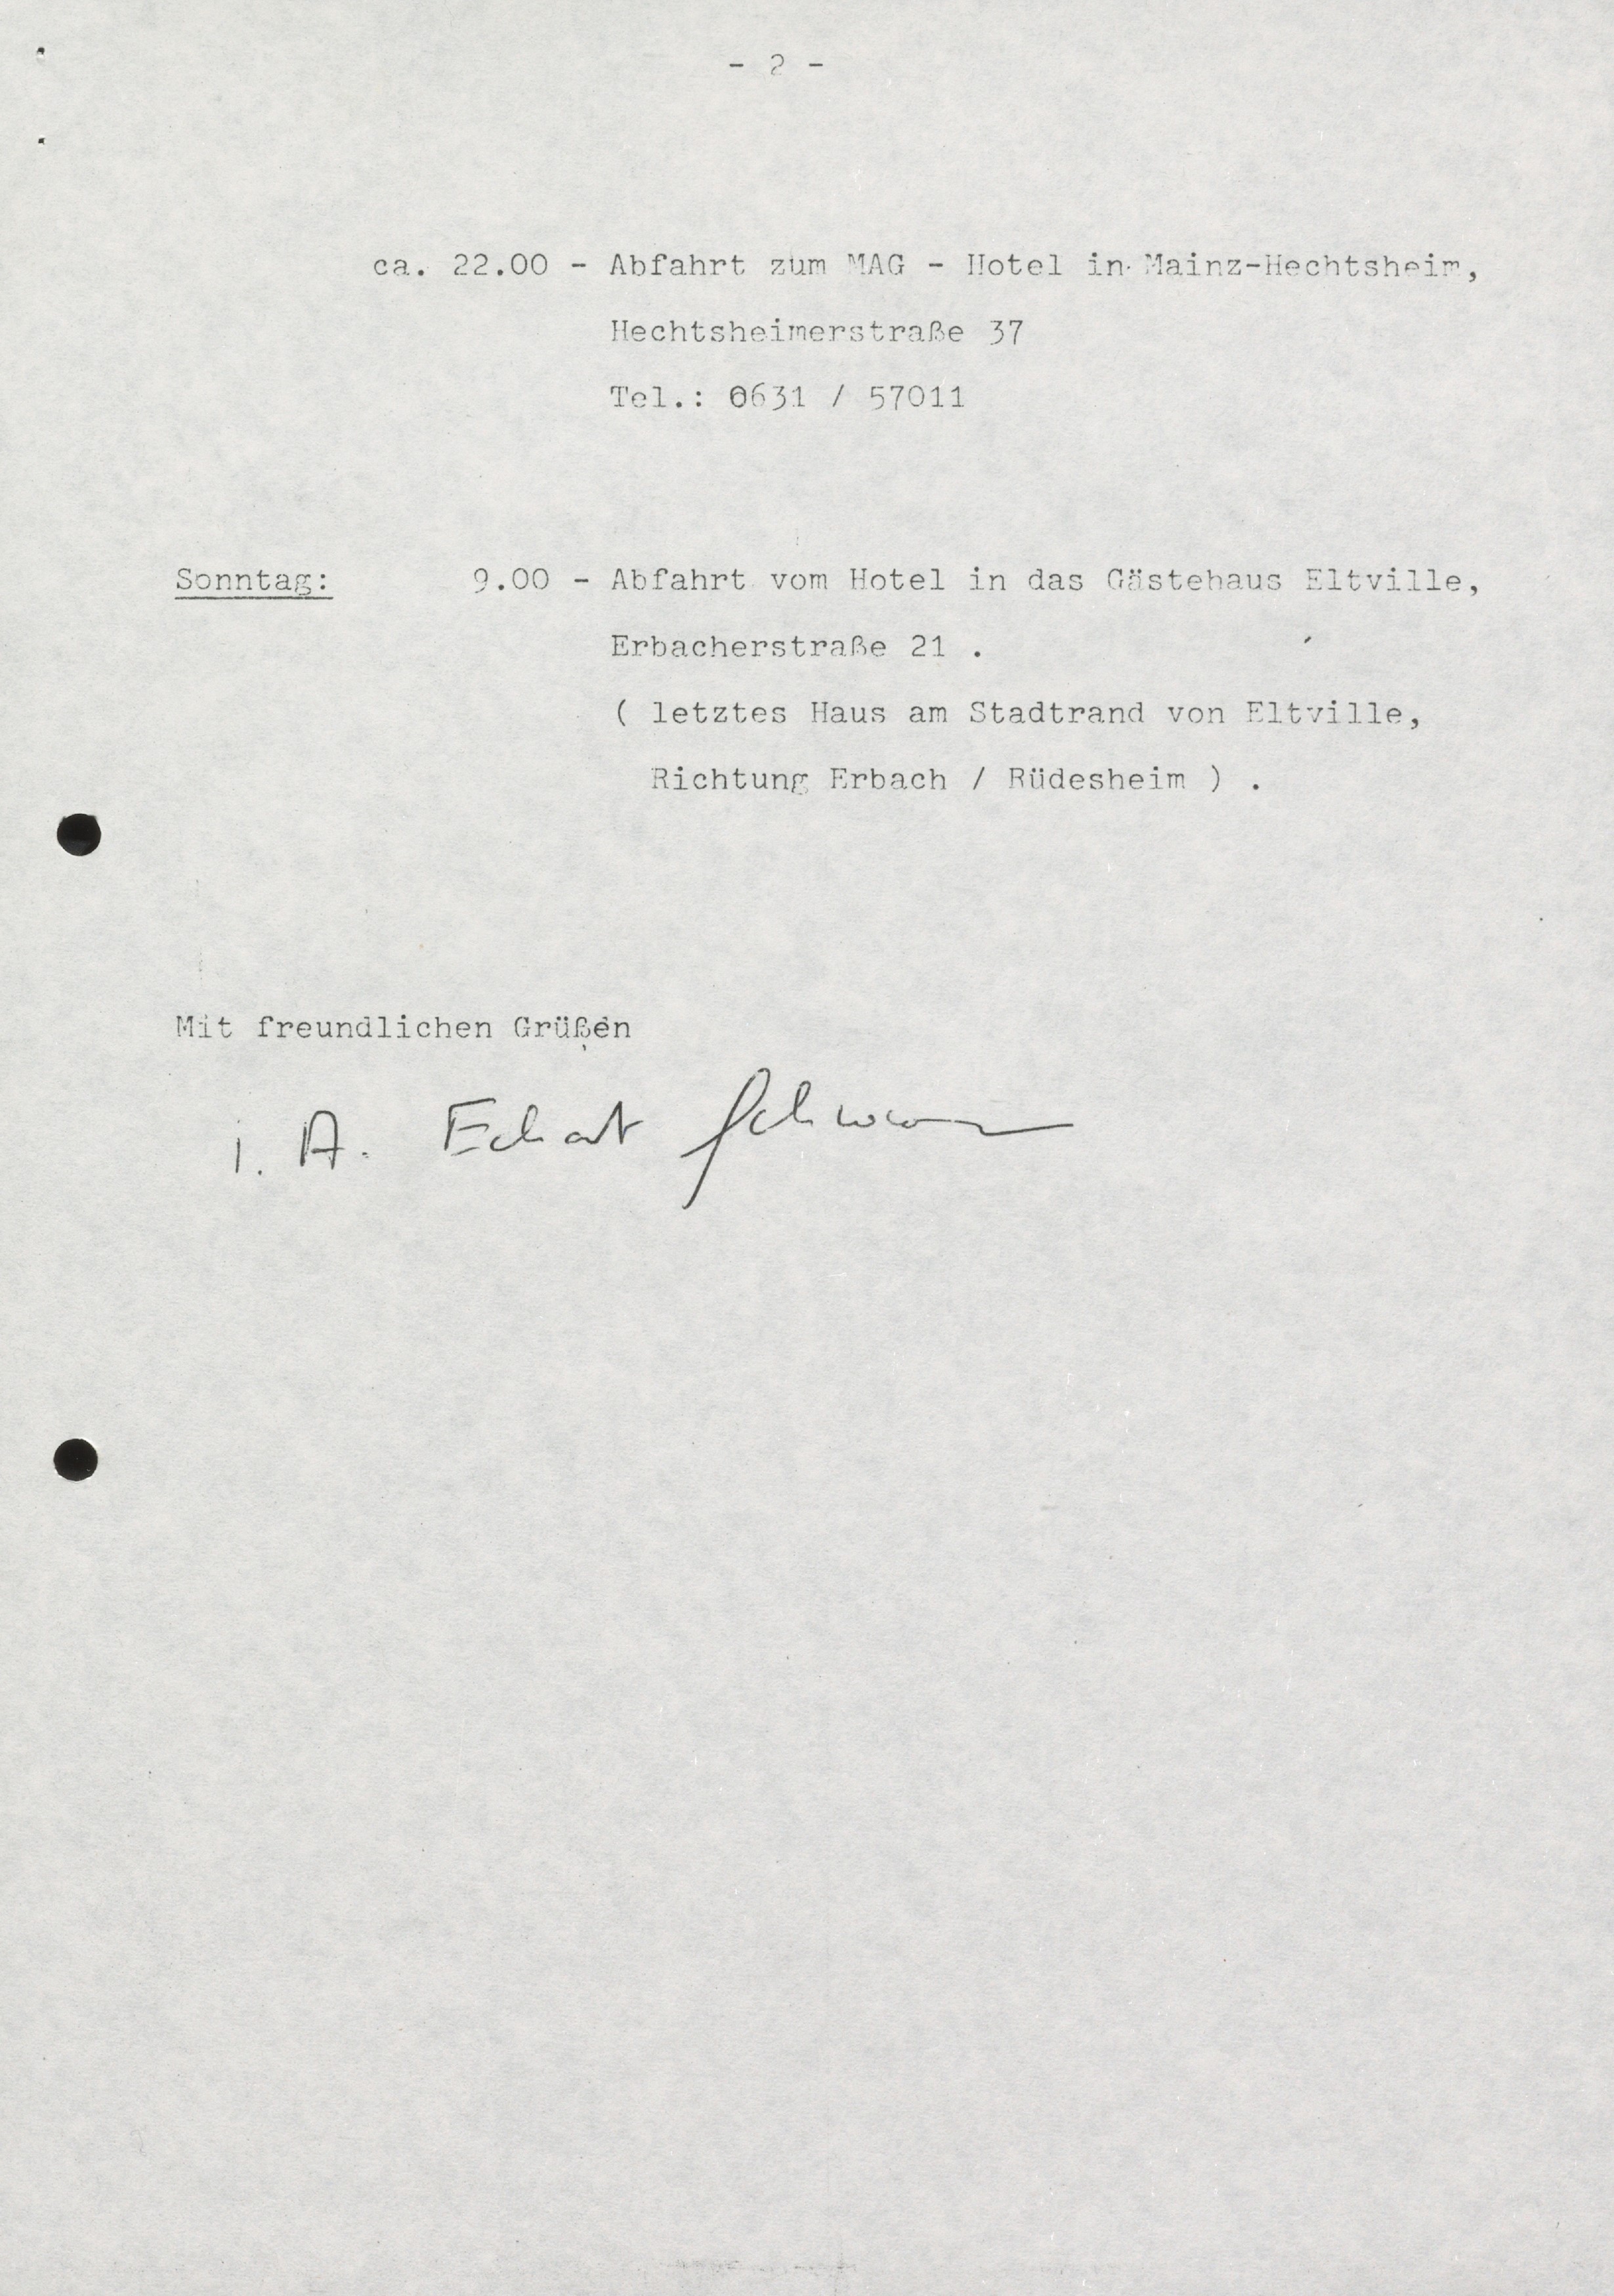 - 2 -
ca. 22.00 - Abfahrt zum MAG - Hotel in Mainz-Hechtsheim,
Hechtsheimerstraße 37
Tel.: 0631 / 57011
Sonntag: 9.00 - Abfahrt vom Hotel in das Gästehaus Eltville,
Erbacherstraße 21 .
( letztes Haus am Stadtrand von Eltville,
Richtung Erbach / Rüdesheim ) .
Mit freundlichen Grüßen
i. A.